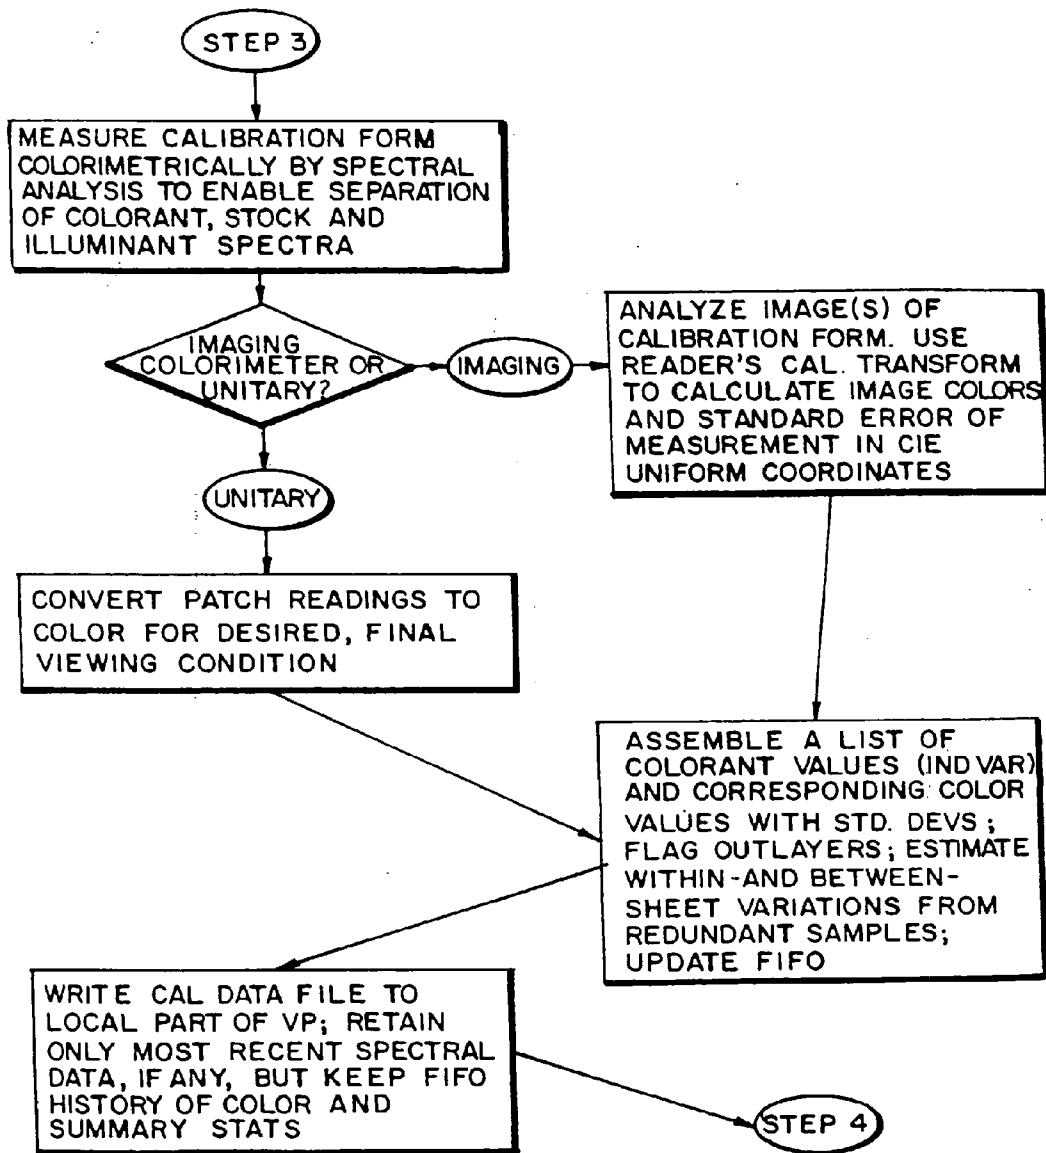 STEP 3
MEASURE CALIBRATION FORM
COLORIMETRICALLY BY SPECTRAL
ANALYSIS TO ENABLE SEPARATION
OF COLORANT, STOCK AND
ILLUMINANT SPECTRA
IMAGING
COLORIMETER OR
UNITARY?
IMAGING
ANALYZE IMAGE(S) OF
CALIBRATION FORM. USE
READER'S CAL. TRANSFORM
TO CALCULATE IMAGE COLORS
AND STANDARD ERROR OF
MEASUREMENT IN CIE
UNIFORM COORDINATES
UNITARY
CONVERT PATCH READINGS TO
COLOR FOR DESIRED, FINAL
VIEWING CONDITION
ASSEMBLE A LIST OF
COLORANT VALUES (IND VAR)
AND CORRESPONDING COLOR
VALUES WITH STD. DEVS;
FLAG OUTLAYERS; ESTIMATE
WITHIN-AND BETWEEN-
SHEET VARIATIONS FROM
REDUNDANT SAMPLES;
UPDATE FIFO
WRITE CAL DATA FILE TO
LOCAL PART OF VP; RETAIN
ONLY MOST RECENT SPECTRAL
DATA, IF ANY, BUT KEEP FIFO
HISTORY OF COLOR AND
SUMMARY STATS
STEP 4